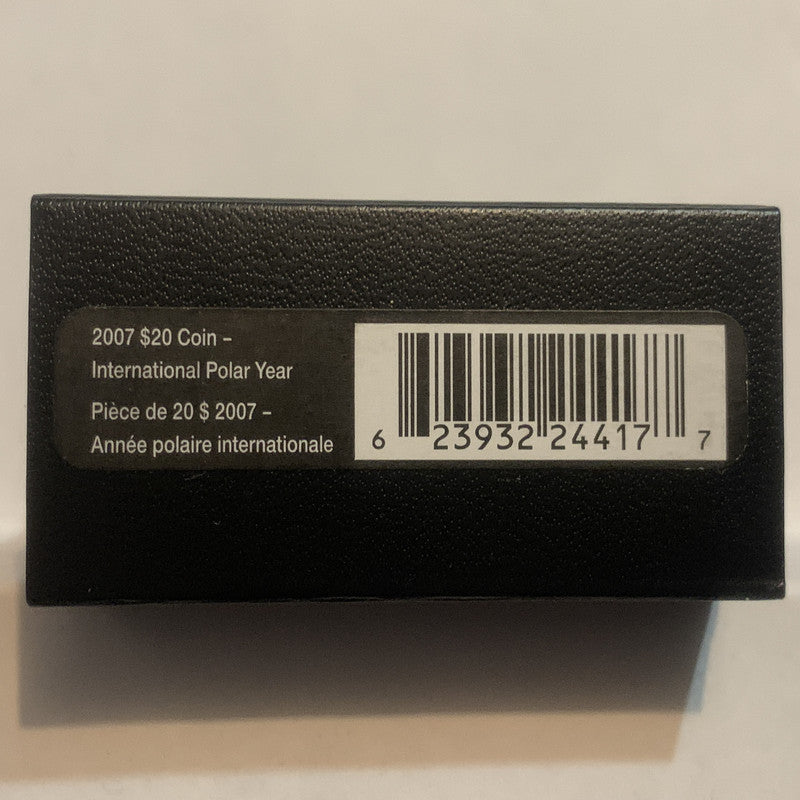 2007 $20 Coin –
International Polar Year
Pièce de 20 $ 2007 –
Année polaire internationale
6 23932 24417 7